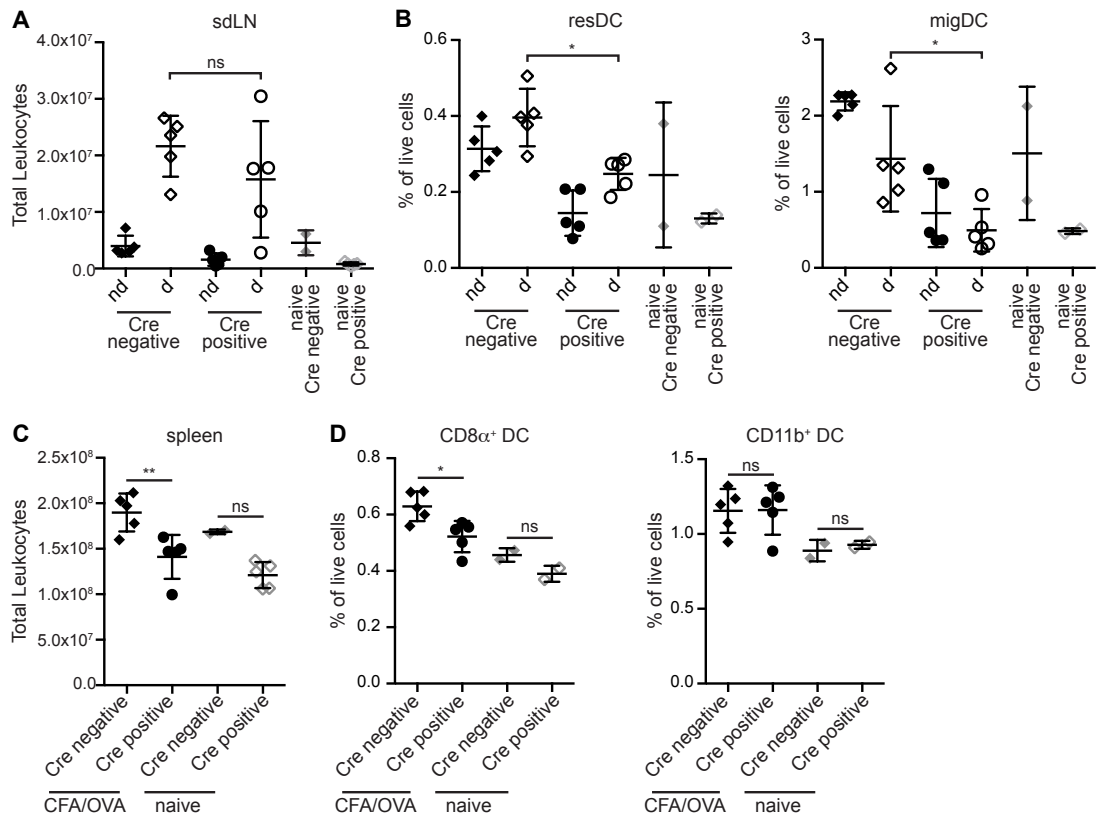 A
sdLN
Total Leukocytes
4.0x10⁷
3.0x10⁷
2.0x10⁷
1.0x10⁷
0.0
ns
nd
d
nd
d
Cre negative
Cre positive
naive Cre negative
naive Cre positive
B
resDC
% of live cells
0.6
0.4
0.2
0.0
*
nd
d
nd
d
Cre negative
Cre positive
naive Cre negative
naive Cre positive
migDC
% of live cells
3
2
1
0
*
nd
d
nd
d
Cre negative
Cre positive
naive Cre negative
naive Cre positive
C
spleen
Total Leukocytes
2.5x10⁸
2.0x10⁸
1.5x10⁸
1.0x10⁸
5.0x10⁷
0.0
**
ns
Cre negative
Cre positive
Cre negative
Cre positive
CFA/OVA
naive
D
CD8α⁺ DC
% of live cells
0.8
0.6
0.4
0.2
0.0
*
ns
Cre negative
Cre positive
Cre negative
Cre positive
CFA/OVA
naive
CD11b⁺ DC
% of live cells
1.5
1.0
0.5
0.0
ns
ns
Cre negative
Cre positive
Cre negative
Cre positive
CFA/OVA
naive